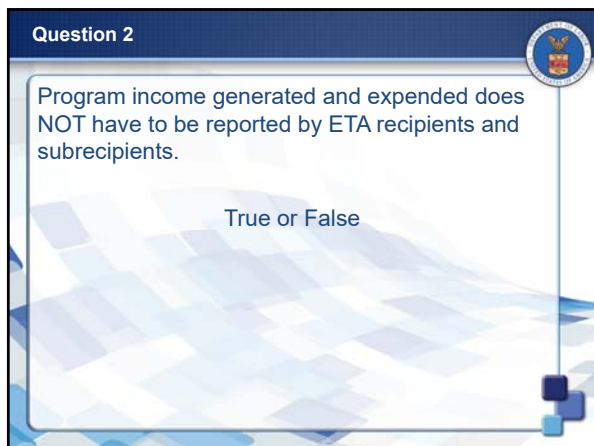 Question 2
Program income generated and expended does
NOT have to be reported by ETA recipients and
subrecipients.
True or False